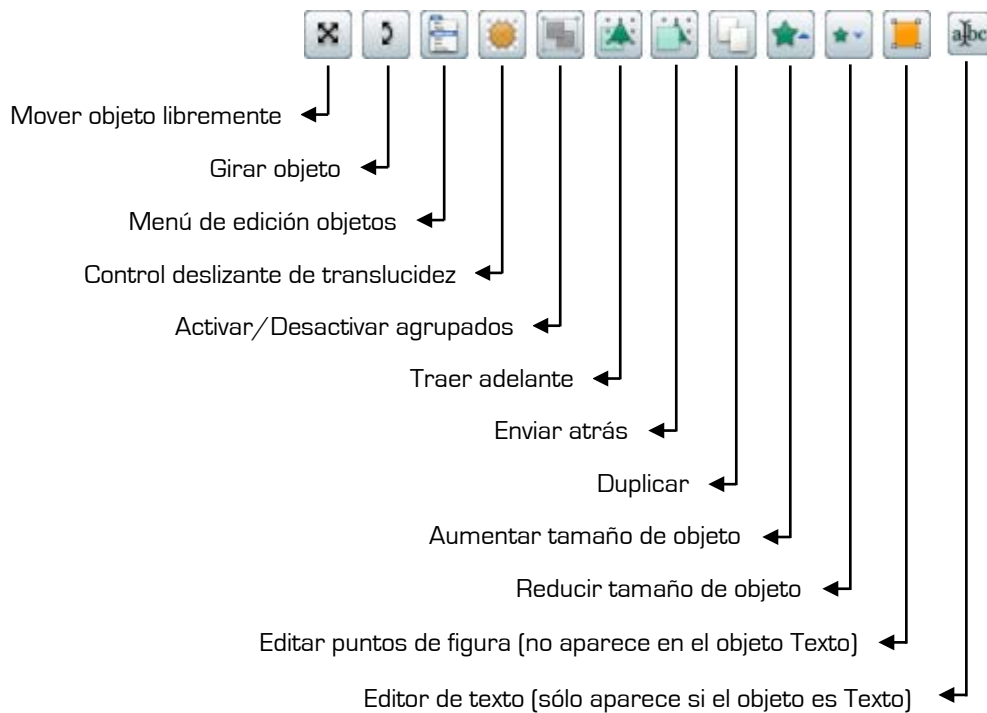 abc
Mover objeto libremente
Girar objeto
Menú de edición objetos
Control deslizante de translucidez
Activar/Desactivar agrupados
Traer adelante
Enviar atrás
Duplicar
Aumentar tamaño de objeto
Reducir tamaño de objeto
Editar puntos de figura (no aparece en el objeto Texto)
Editor de texto (sólo aparece si el objeto es Texto)